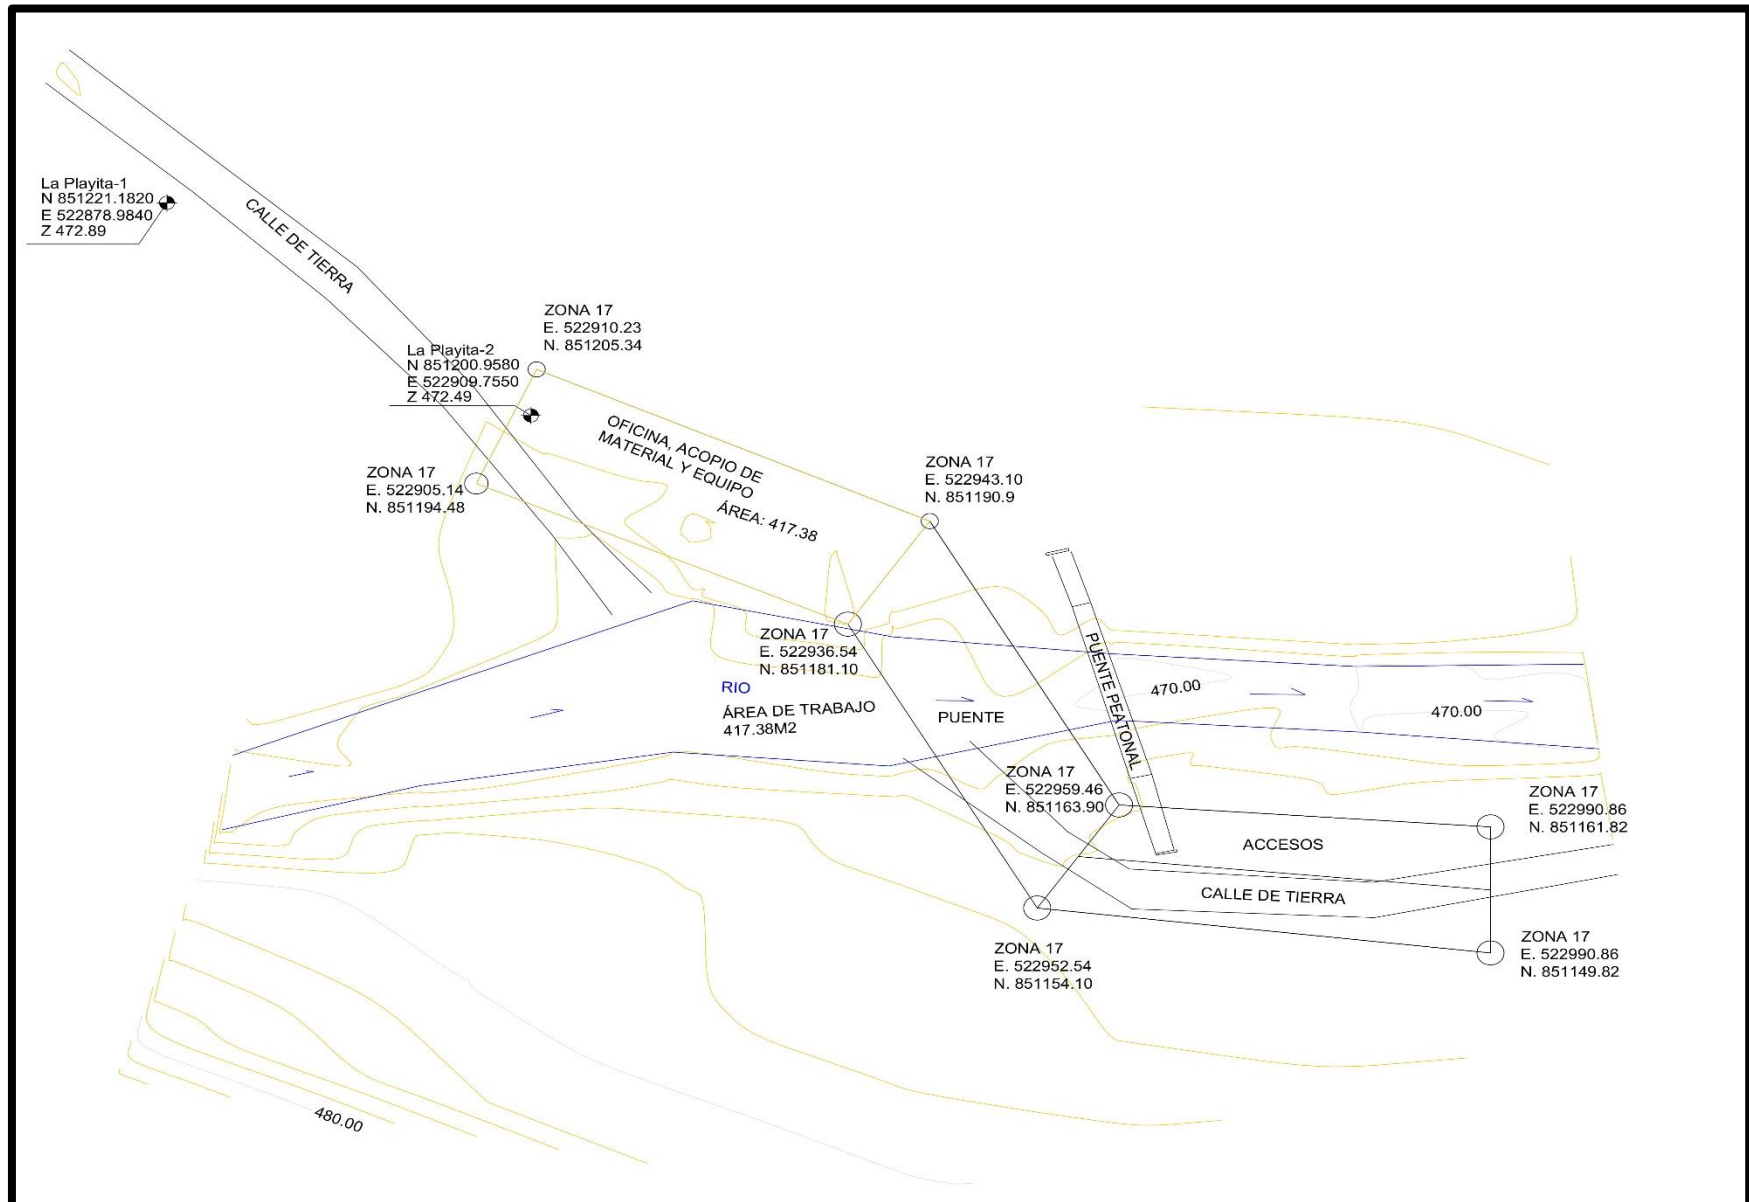 La Playita-1
N 851221.1820
E 522878.9840
Z 472.89
CALLE DE TIERRA
ZONA 17
E. 522910.23
N. 851205.34
La Playita-2
N 851200.9580
E 522909.7550
Z 472.49
OFICINA, ACOPIO DE
MATERIAL Y EQUIPO
ÁREA: 417.38
ZONA 17
E. 522943.10
N. 851190.9
ZONA 17
E. 522905.14
N. 851194.48
ZONA 17
E. 522936.54
N. 851181.10
RIO
ÁREA DE TRABAJO
417.38M2
PUENTE
PUENTE PEATONAL
470.00
470.00
ZONA 17
E. 522959.46
N. 851163.90
ZONA 17
E. 522990.86
N. 851161.82
ACCESOS
CALLE DE TIERRA
ZONA 17
E. 522952.54
N. 851154.10
ZONA 17
E. 522990.86
N. 851149.82
480.00